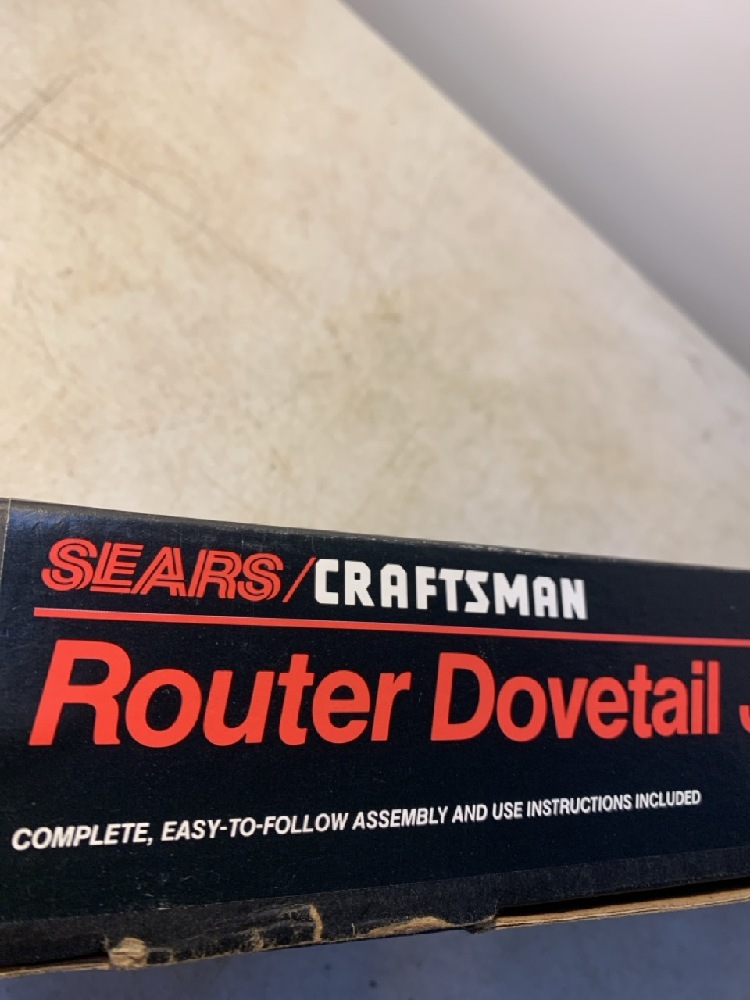 SEARS/CRAFTSMAN
Router Dovetail
COMPLETE, EASY-TO-FOLLOW ASSEMBLY AND USE INSTRUCTIONS INCLUDED